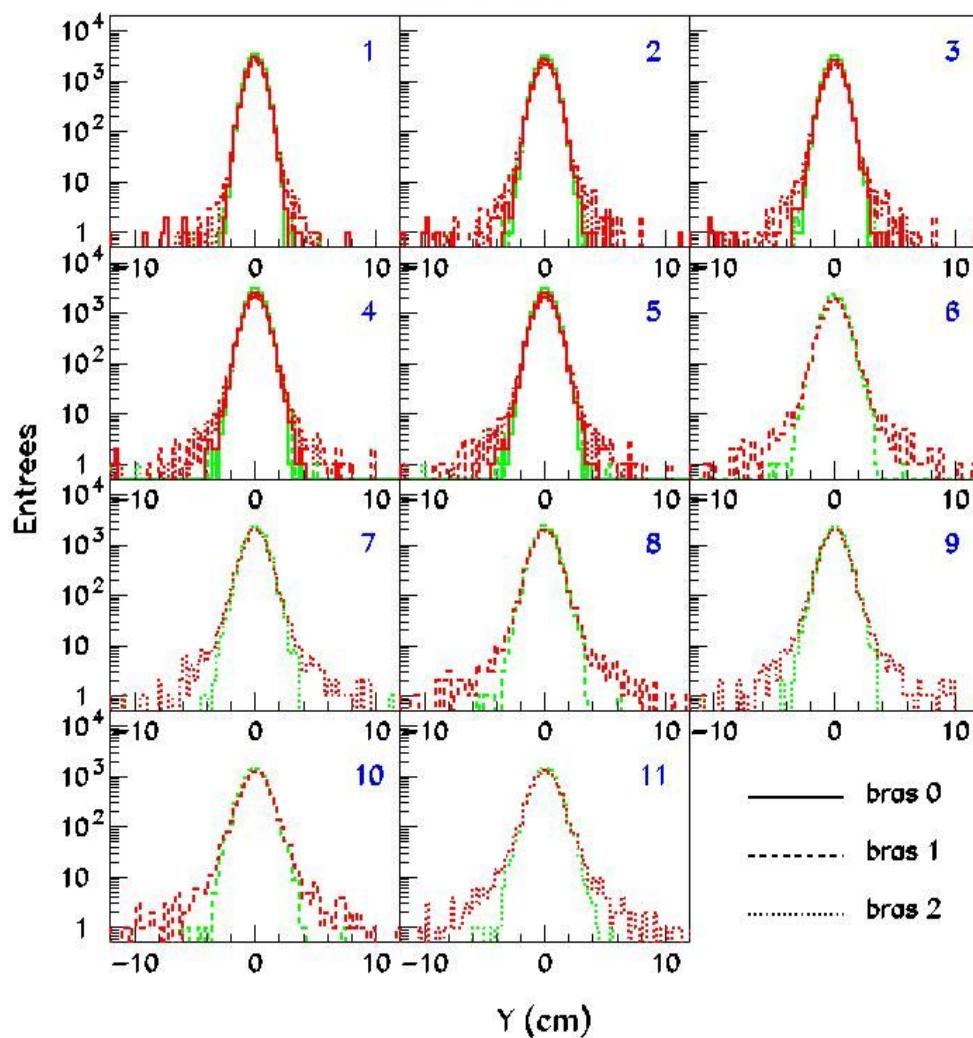 10⁴ 10³ 10² 10 1
1 2 3
−10 0 10 −10 0 10 −10 0 10
10⁴ 10³ 10² 10 1
4 5 6
−10 0 10 −10 0 10 −10 0 10
Entrees
10⁴ 10³ 10² 10 1
7 8 9
−10 0 10 −10 0 10 −10 0 10
10⁴ 10³ 10² 10 1
10 11
bras 0
bras 1
bras 2
−10 0 10 −10 0 10
Y (cm)